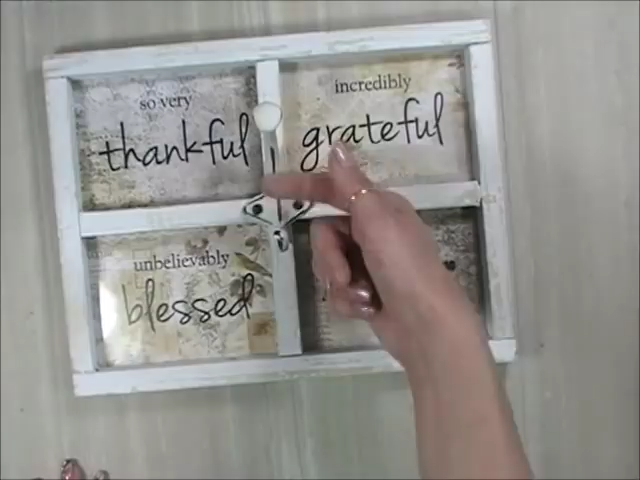 so very
thankful
incredibly
grateful
unbelievably
blessed